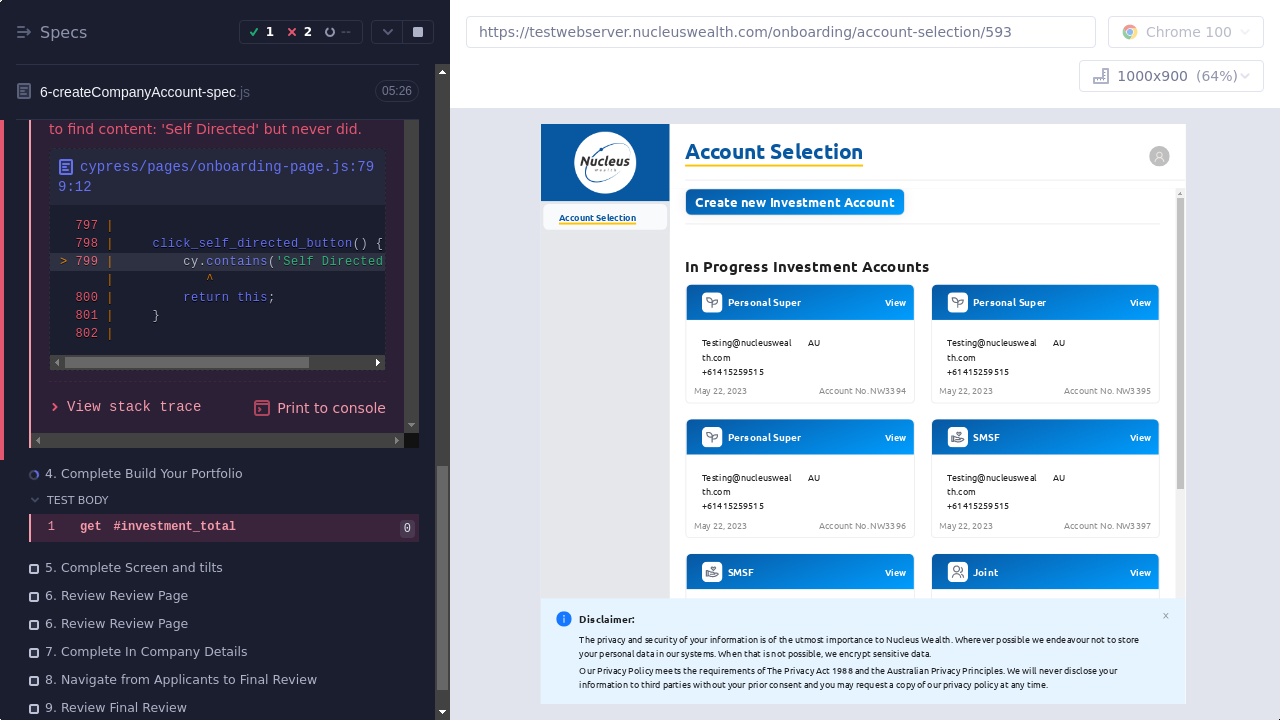 Specs
1
2
--
6-createCompanyAccount-spec.js
05:26
to find content: 'Self Directed' but never did.
cypress/pages/onboarding-page.js:79
9:12
797 |
798 |     click_self_directed_button() {
> 799 |         cy.contains('Self Directed
|            ^
800 |         return this;
801 |     }
802 |
View stack trace
Print to console
4. Complete Build Your Portfolio
TEST BODY
1 get #investment_total 0
5. Complete Screen and tilts
6. Review Review Page
6. Review Review Page
7. Complete In Company Details
8. Navigate from Applicants to Final Review
9. Review Final Review
https://testwebserver.nucleuswealth.com/onboarding/account-selection/593
Chrome 100
1000x900 (64%)
Nucleus
Wealth
Account Selection
Account Selection
Create new Investment Account
In Progress Investment Accounts
Personal Super View
Testing@nucleusweal AU
th.com
+61415259515
May 22, 2023 Account No. NW3394
Personal Super View
Testing@nucleusweal AU
th.com
+61415259515
May 22, 2023 Account No. NW3395
Personal Super View
Testing@nucleusweal AU
th.com
+61415259515
May 22, 2023 Account No. NW3396
SMSF View
Testing@nucleusweal AU
th.com
+61415259515
May 22, 2023 Account No. NW3397
SMSF View
Joint View
Disclaimer:
The privacy and security of your information is of the utmost importance to Nucleus Wealth. Wherever possible we endeavour not to store
your personal data in our systems. When that is not possible, we encrypt sensitive data.
Our Privacy Policy meets the requirements of The Privacy Act 1988 and the Australian Privacy Principles. We will never disclose your
information to third parties without your prior consent and you may request a copy of our privacy policy at any time.